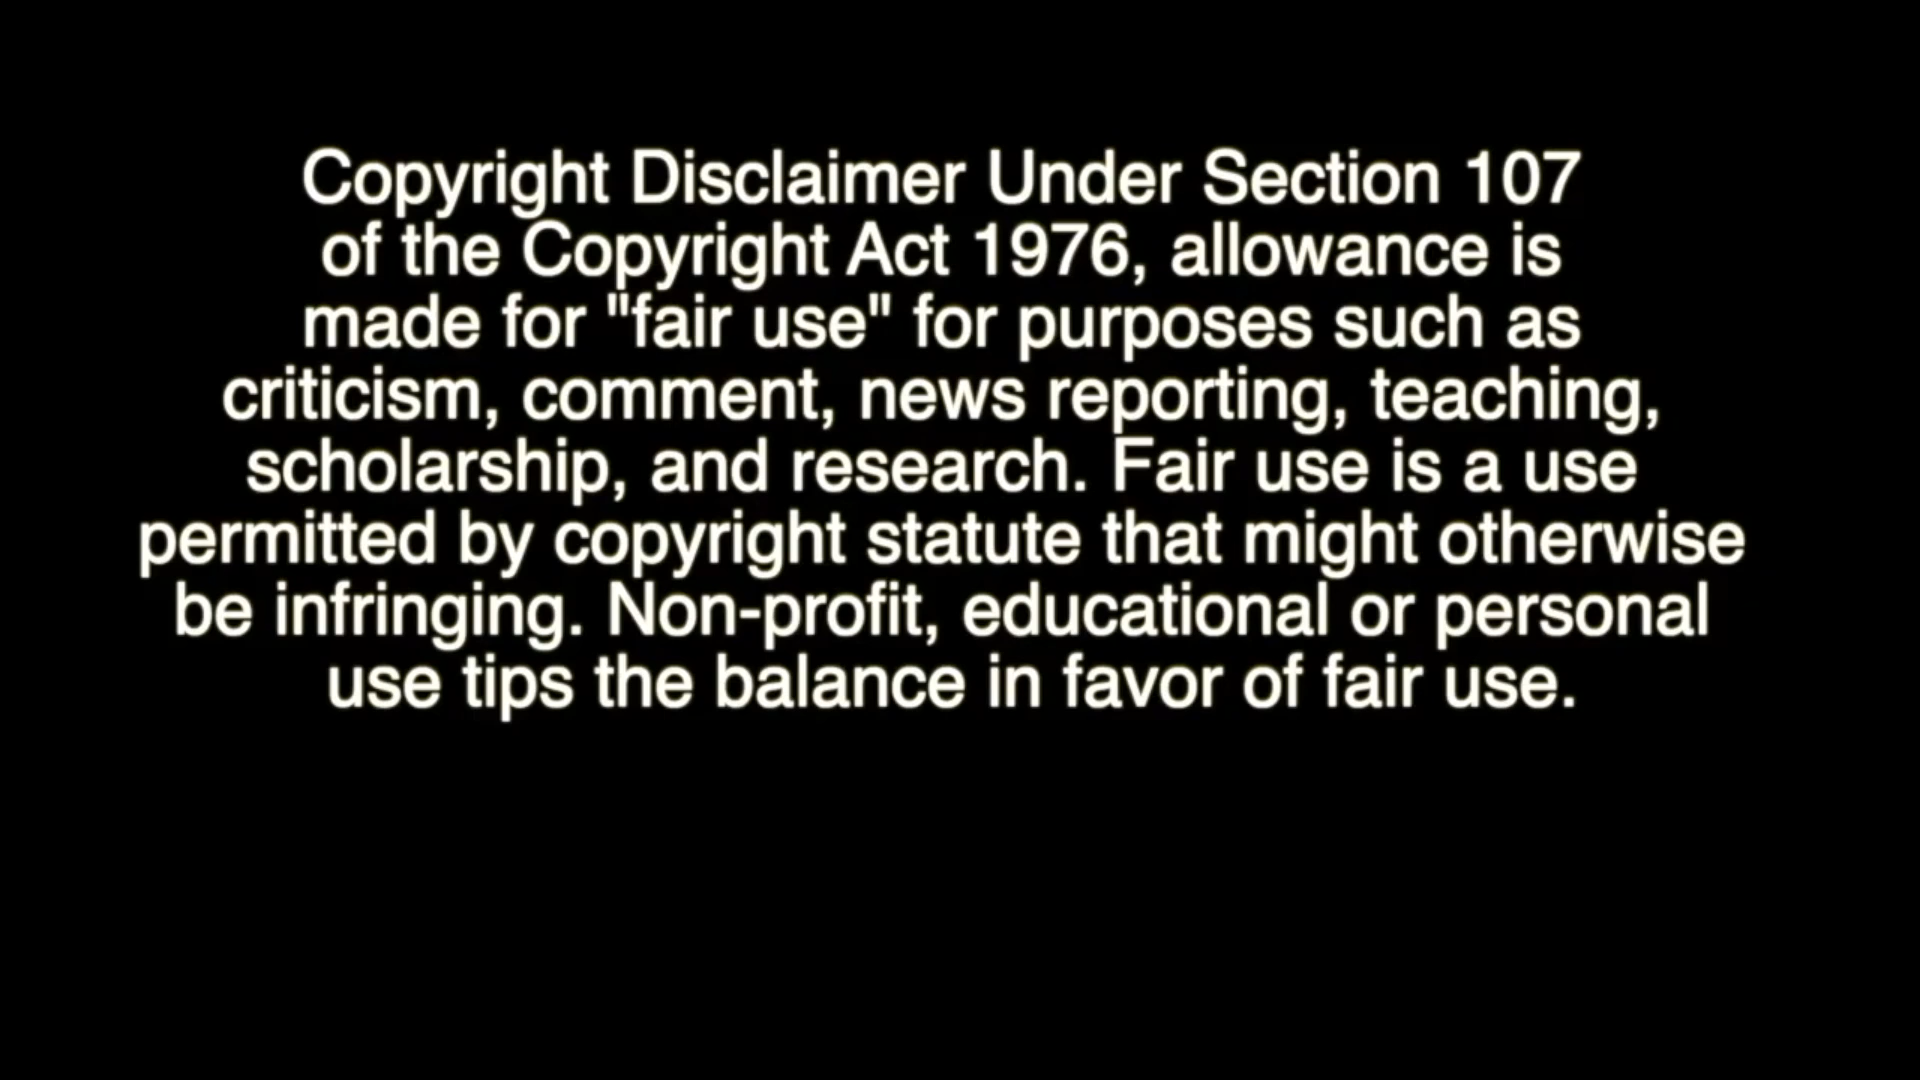 Copyright Disclaimer Under Section 107
of the Copyright Act 1976, allowance is
made for "fair use" for purposes such as
criticism, comment, news reporting, teaching,
scholarship, and research. Fair use is a use
permitted by copyright statute that might otherwise
be infringing. Non-profit, educational or personal
use tips the balance in favor of fair use.